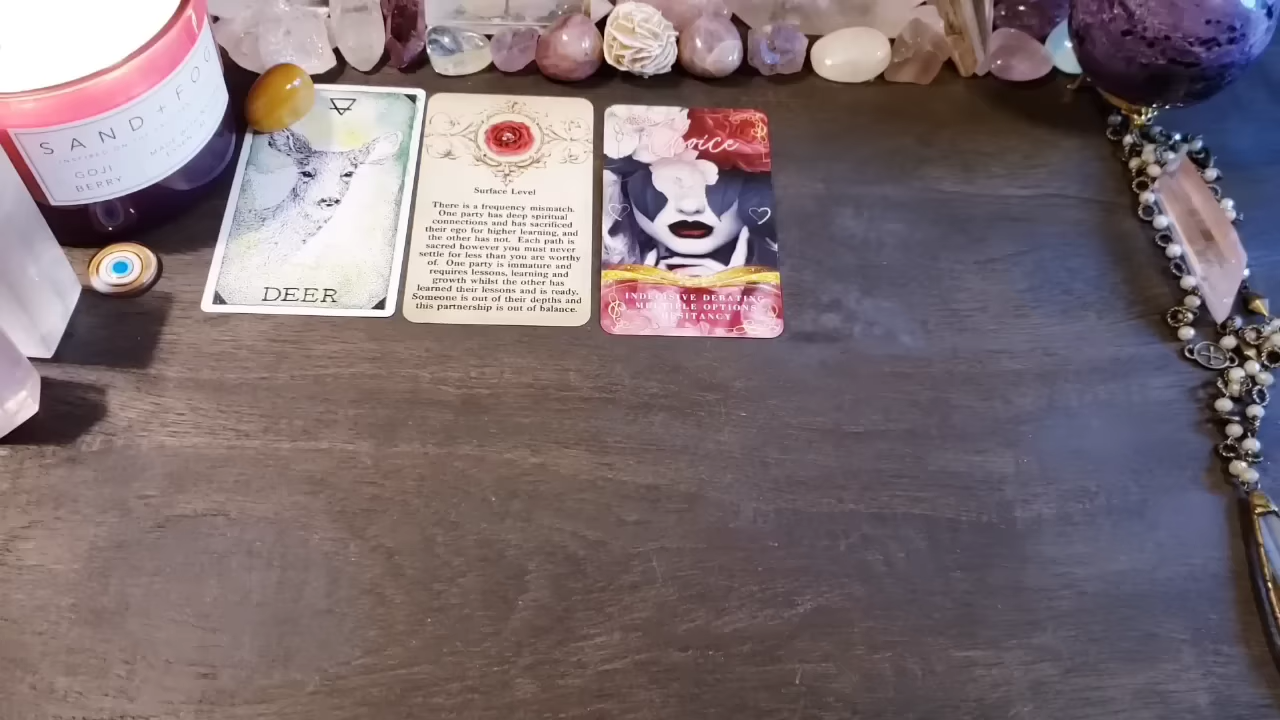 SAND + FOG
INSPIRED ON
GOJI
BERRY
DEER
Surface Level
There is a frequency mismatch.
One party has deep spiritual
connections and has sacrificed
their ego for higher learning, and
the other has not. Each path is
sacred however you must never
settle for less than you are worthy
of. One party is immature and
requires lessons, learning and
growth whilst the other has
learned their lessons and is ready.
Someone is out of their depths and
this partnership is out of balance.
Choice
INDECISIVE DEBATING
MULTIPLE OPTIONS
HESITANCY